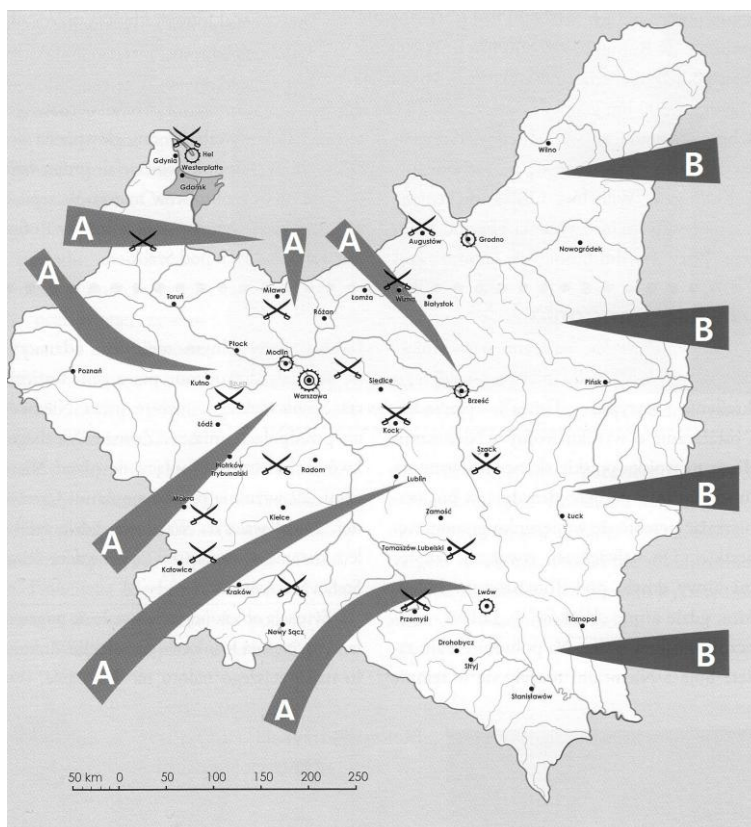 Wilno
B
Gdynia
Hel
Westerplatte
Gdańsk
A
A
A
Augustów
Grodno
Nowogródek
A
Toruń
Mława
Łomża
Wizna
Białystok
Różan
B
Płock
Modlin
Poznań
Kutno
Bzura
Warszawa
Siedlce
Brześć
Pińsk
Łódź
Kock
Szack
Piotrków
Trybunalski
Radom
Lublin
B
Mokra
Kielce
Zamość
Łuck
A
Tomaszów Lubelski
Katowice
Kraków
Lwów
Przemyśl
Tarnopol
Nowy Sącz
Drohobycz
B
Stryj
A
A
Stanisławów
50 km 0 50 100 150 200 250